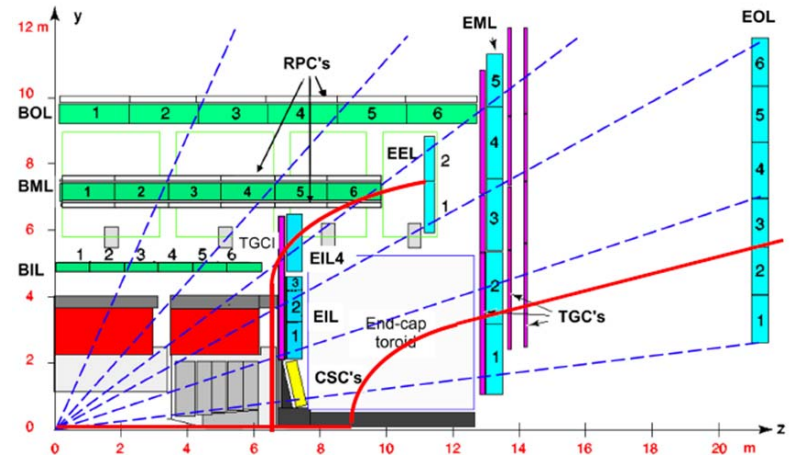 y
12 m
EML
EOL
RPC's
10
BOL
1 2 3 4 5 6
5
6
5
EEL
4
2
8
BML
1 2 3 4 5 6
4
1
3
3
6
TGCI
1 2 3 4 5 6
BIL
EIL4
2
2
4
3
2
EIL
1
End-cap
toroid
TGC's
1
1
2
CSC's
0
z
0 2 4 6 8 10 12 14 16 18 20 m